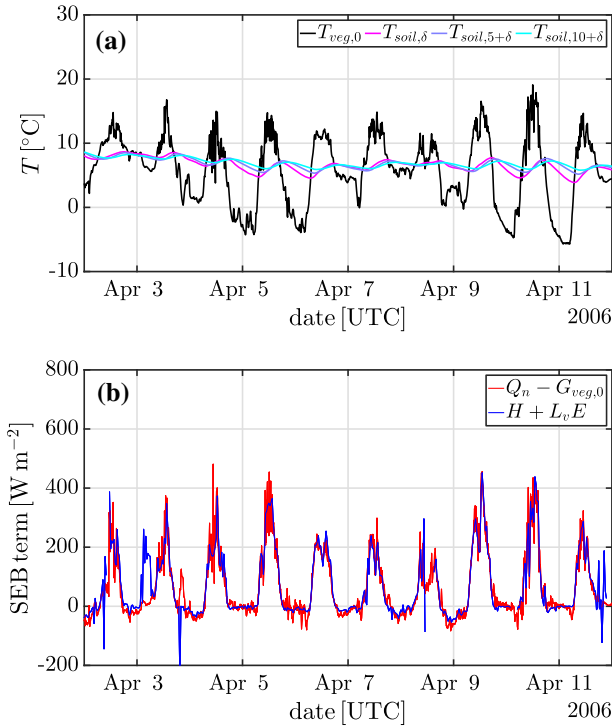 (a)
T_{veg,0} T_{soil,δ} T_{soil,5+δ} T_{soil,10+δ}
30
20
10
0
-10
T [°C]
Apr 3 Apr 5 Apr 7 Apr 9 Apr 11
date [UTC]
2006
(b)
Q_n − G_{veg,0}
H + L_vE
800
600
400
200
0
-200
SEB term [W m⁻²]
Apr 3 Apr 5 Apr 7 Apr 9 Apr 11
date [UTC]
2006